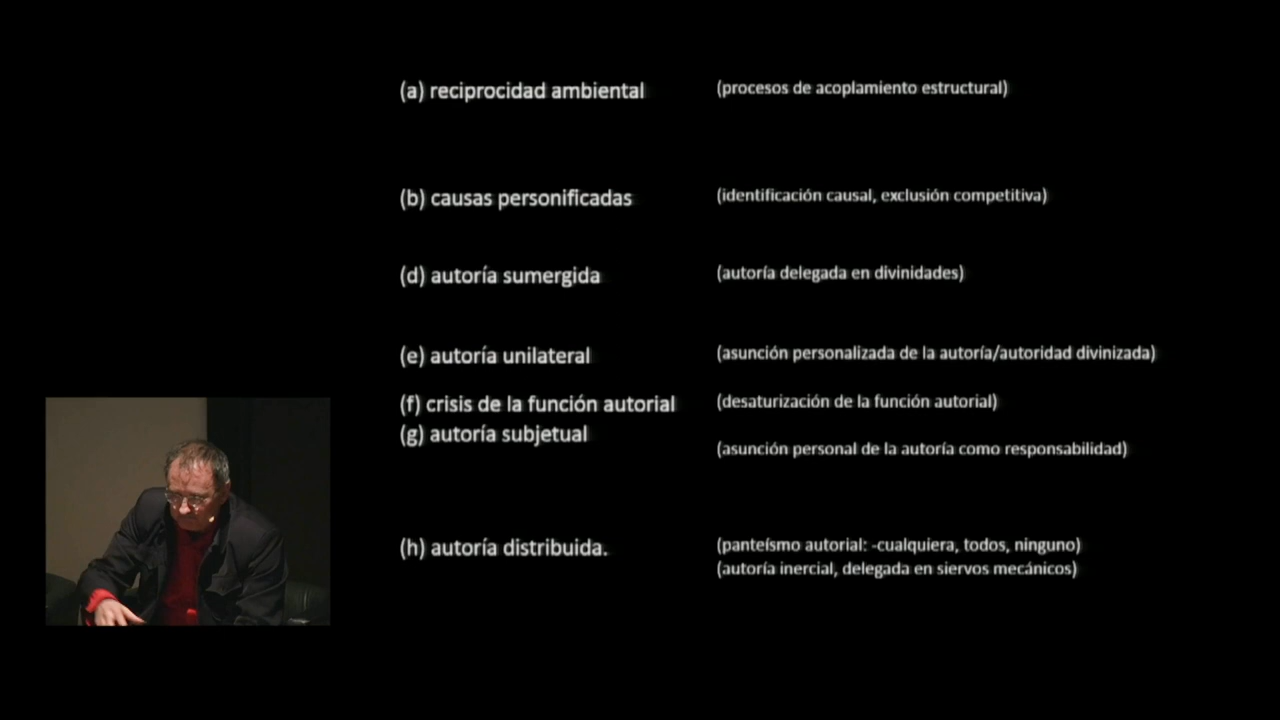 (a) reciprocidad ambiental (procesos de acoplamiento estructural)
(b) causas personificadas (identificación causal, exclusión competitiva)
(d) autoría sumergida (autoría delegada en divinidades)
(e) autoría unilateral (asunción personalizada de la autoría/autoridad divinizada)
(f) crisis de la función autorial (desaturización de la función autorial)
(g) autoría subjetual (asunción personal de la autoría como responsabilidad)
(h) autoría distribuida. (panteísmo autorial: -cualquiera, todos, ninguno)
(autoría inercial, delegada en siervos mecánicos)